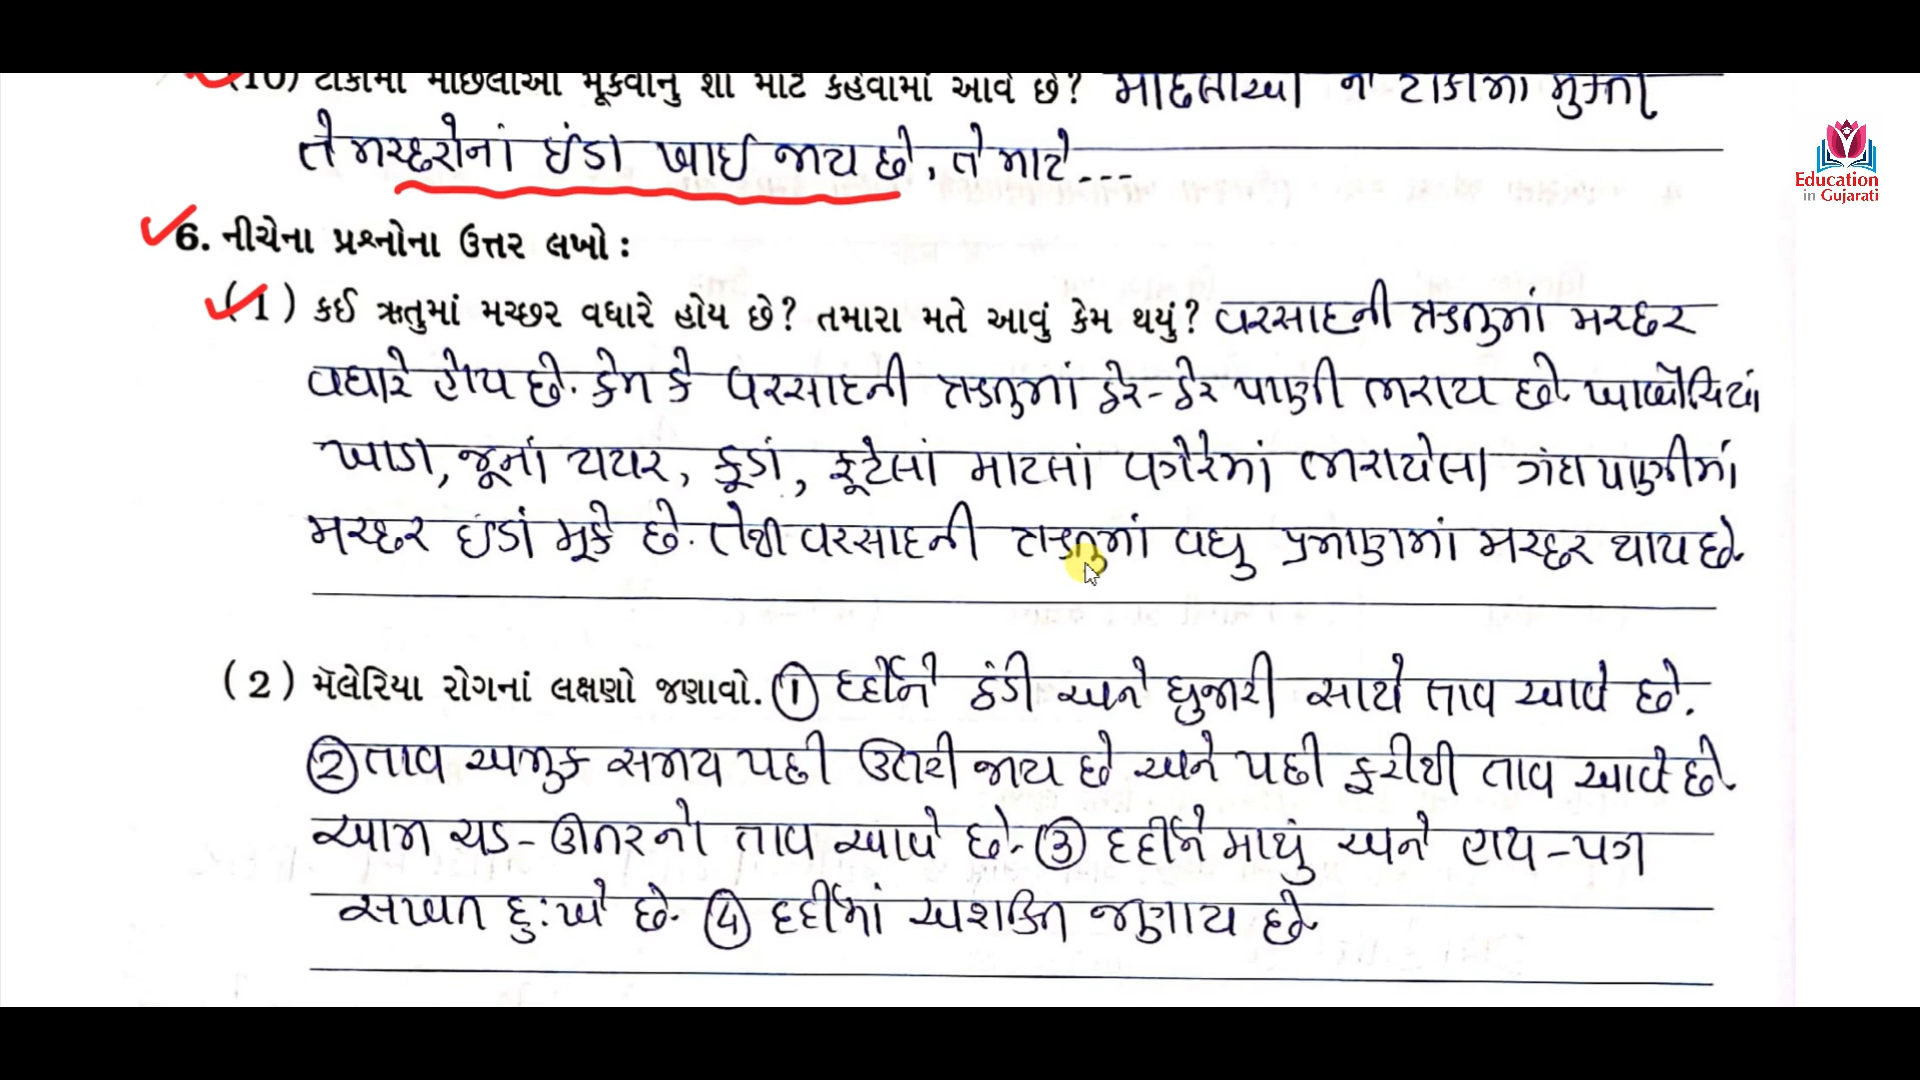 (10) ટાંકામાં માછલીઓ મૂકવાનું શા માટે કહેવામાં આવે છે? માછલીઓ ને ટાંકામાં મુકતા
તે મચ્છરોનાં ઈંડા ખાઈ જાય છે, તે માટે---
6. નીચેના પ્રશ્નોના ઉત્તર લખો :
(1) કઈ ઋતુમાં મચ્છર વધારે હોય છે? તમારા મતે આવું કેમ થયું? વરસાદની ઋતુમાં મચ્છર
વધારે હોય છે. કેમ કે વરસાદની ઋતુમાં ઠેર-ઠેર પાણી ભરાય છે. ખાબોચિયાં
ખાડા, જૂનાં ટાયર, કૂંડાં, ફૂટેલાં માટલાં વગેરેમાં ભરાયેલા ગંદા પાણીમાં
મચ્છર ઈંડાં મૂકે છે. તેથી વરસાદની ઋતુમાં વધુ પ્રમાણમાં મચ્છર થાય છે.
(2) મૅલેરિયા રોગનાં લક્ષણો જણાવો. ① દર્દીને ઠંડી અને ધ્રુજારી સાથે તાવ આવે છે.
② તાવ અમુક સમય પછી ઉતરી જાય છે અને પછી ફરીથી તાવ આવે છે.
આમ ચડ-ઊતરનો તાવ આવે છે. ③ દર્દીને માથું અને હાથ-પગ
સખત દુઃખે છે. ④ દર્દીમાં અશક્તિ જણાય છે.
Education
in Gujarati